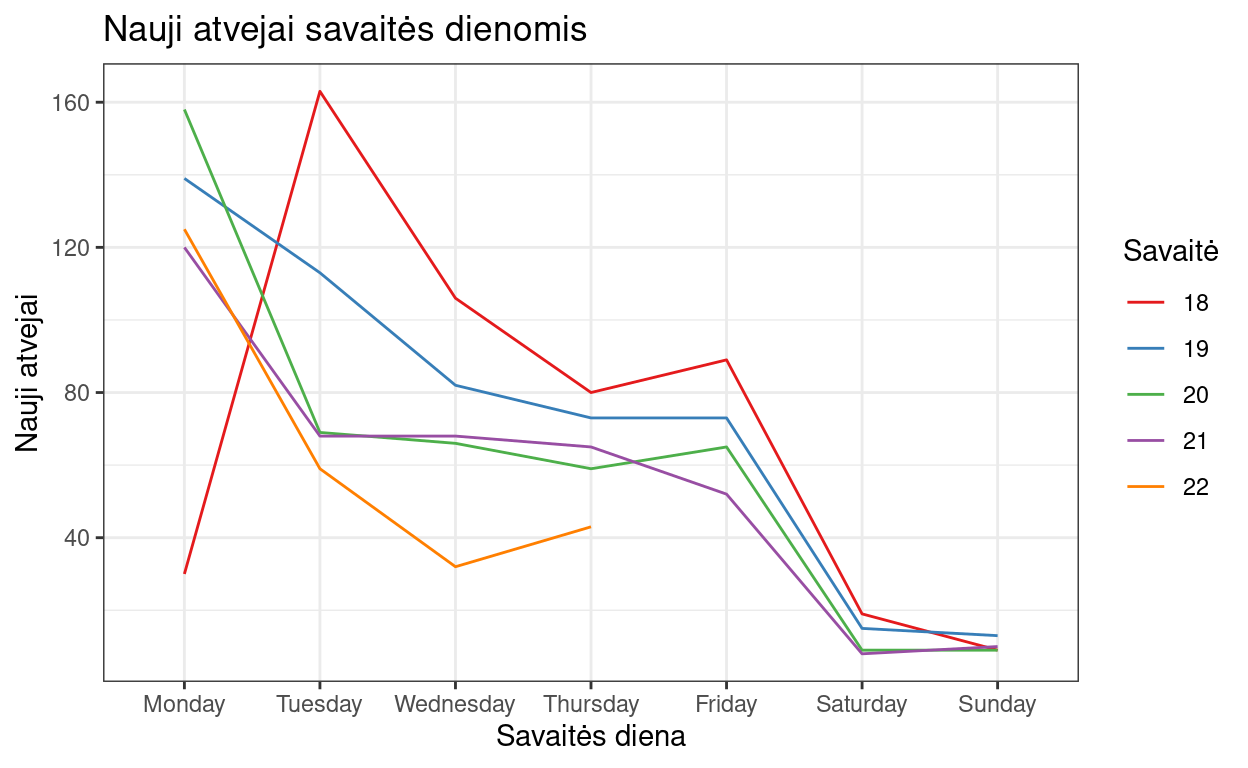 Nauji atvejai savaitės dienomis
Nauji atvejai
160
120
80
40
Monday Tuesday Wednesday Thursday Friday Saturday Sunday
Savaitės diena
Savaitė
18
19
20
21
22